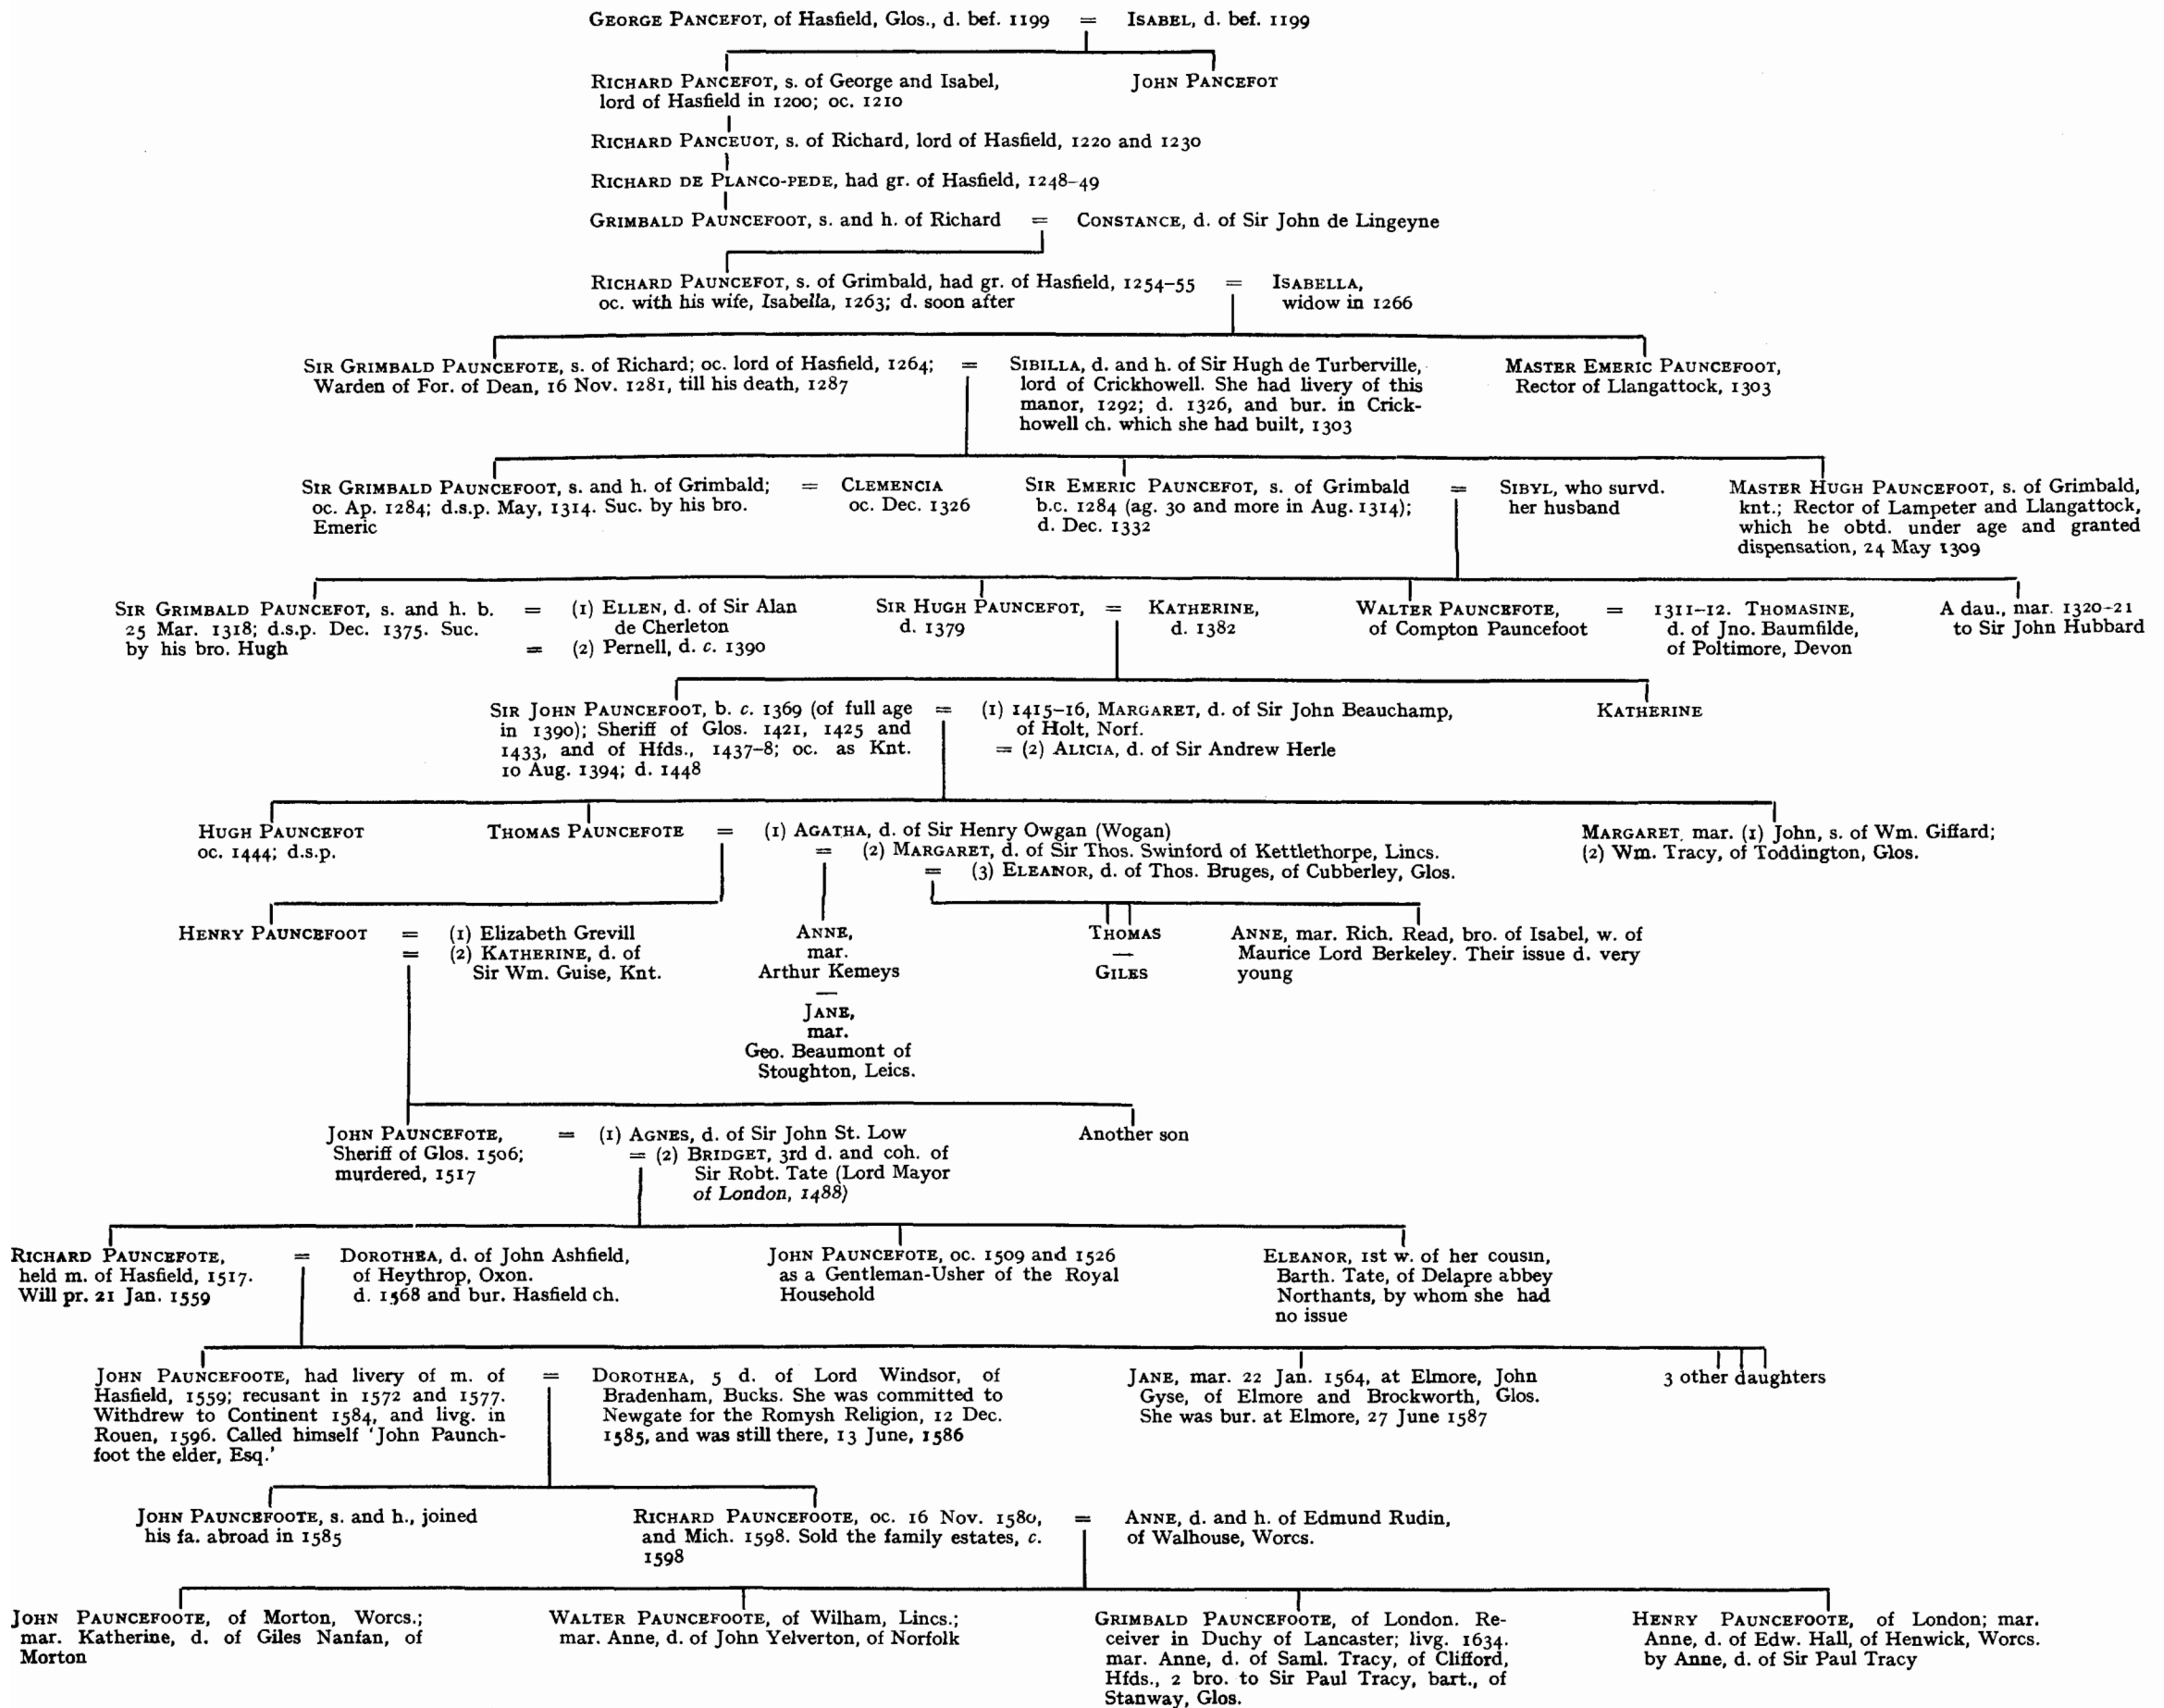 GEORGE PANCEFOT, of Hasfield, Glos., d. bef. 1199 = ISABEL, d. bef. 1199
RICHARD PANCEFOT, s. of George and Isabel,
lord of Hasfield in 1200; oc. 1210
JOHN PANCEFOT
RICHARD PANCEUOT, s. of Richard, lord of Hasfield, 1220 and 1230
RICHARD DE PLANCO-PEDE, had gr. of Hasfield, 1248–49
GRIMBALD PAUNCEFOOT, s. and h. of Richard = CONSTANCE, d. of Sir John de Lingeyne
RICHARD PAUNCEFOT, s. of Grimbald, had gr. of Hasfield, 1254–55
oc. with his wife, Isabella, 1263; d. soon after
=
ISABELLA,
widow in 1266
SIR GRIMBALD PAUNCEFOTE, s. of Richard; oc. lord of Hasfield, 1264;
Warden of For. of Dean, 16 Nov. 1281, till his death, 1287
=
SIBILLA, d. and h. of Sir Hugh de Turberville,
lord of Crickhowell. She had livery of this
manor, 1292; d. 1326, and bur. in Crick-
howell ch. which she had built, 1303
MASTER EMERIC PAUNCEFOOT,
Rector of Llangattock, 1303
SIR GRIMBALD PAUNCEFOOT, s. and h. of Grimbald;
oc. Ap. 1284; d.s.p. May, 1314. Suc. by his bro.
Emeric
=
CLEMENCIA
oc. Dec. 1326
SIR EMERIC PAUNCEFOT, s. of Grimbald
b.c. 1284 (ag. 30 and more in Aug. 1314);
d. Dec. 1332
=
SIBYL, who survd.
her husband
MASTER HUGH PAUNCEFOOT, s. of Grimbald,
knt.; Rector of Lampeter and Llangattock,
which he obtd. under age and granted
dispensation, 24 May 1309
SIR GRIMBALD PAUNCEFOT, s. and h. b.
25 Mar. 1318; d.s.p. Dec. 1375. Suc.
by his bro. Hugh
= (1) ELLEN, d. of Sir Alan
de Cherleton
= (2) Pernell, d. c. 1390
SIR HUGH PAUNCEFOT,
d. 1379
=
KATHERINE,
d. 1382
WALTER PAUNCEFOTE,
of Compton Pauncefoot
=
1311–12. THOMASINE,
d. of Jno. Baumfilde,
of Poltimore, Devon
A dau., mar. 1320–21
to Sir John Hubbard
SIR JOHN PAUNCEFOOT, b. c. 1369 (of full age
in 1390); Sheriff of Glos. 1421, 1425 and
1433, and of Hfds., 1437–8; oc. as Knt.
10 Aug. 1394; d. 1448
= (1) 1415–16, MARGARET, d. of Sir John Beauchamp,
of Holt, Norf.
= (2) ALICIA, d. of Sir Andrew Herle
KATHERINE
HUGH PAUNCEFOT
oc. 1444; d.s.p.
THOMAS PAUNCEFOTE = (1) AGATHA, d. of Sir Henry Owgan (Wogan)
= (2) MARGARET, d. of Sir Thos. Swinford of Kettlethorpe, Lincs.
= (3) ELEANOR, d. of Thos. Bruges, of Cubberley, Glos.
MARGARET, mar. (1) John, s. of Wm. Giffard;
(2) Wm. Tracy, of Toddington, Glos.
HENRY PAUNCEFOOT = (1) Elizabeth Grevill
= (2) KATHERINE, d. of
Sir Wm. Guise, Knt.
ANNE,
mar.
Arthur Kemeys
—
JANE,
mar.
Geo. Beaumont of
Stoughton, Leics.
THOMAS
—
GILES
ANNE, mar. Rich. Read, bro. of Isabel, w. of
Maurice Lord Berkeley. Their issue d. very
young
JOHN PAUNCEFOTE,
Sheriff of Glos. 1506;
murdered, 1517
= (1) AGNES, d. of Sir John St. Low
= (2) BRIDGET, 3rd d. and coh. of
Sir Robt. Tate (Lord Mayor
of London, 1488)
Another son
RICHARD PAUNCEFOTE,
held m. of Hasfield, 1517.
Will pr. 21 Jan. 1559
=
DOROTHEA, d. of John Ashfield,
of Heythrop, Oxon.
d. 1568 and bur. Hasfield ch.
JOHN PAUNCEFOTE, oc. 1509 and 1526
as a Gentleman-Usher of the Royal
Household
ELEANOR, 1st w. of her cousin,
Barth. Tate, of Delapre abbey
Northants, by whom she had
no issue
JOHN PAUNCEFOOTE, had livery of m. of
Hasfield, 1559; recusant in 1572 and 1577.
Withdrew to Continent 1584, and livg. in
Rouen, 1596. Called himself 'John Paunch-
foot the elder, Esq.'
=
DOROTHEA, 5 d. of Lord Windsor, of
Bradenham, Bucks. She was committed to
Newgate for the Romysh Religion, 12 Dec.
1585, and was still there, 13 June, 1586
JANE, mar. 22 Jan. 1564, at Elmore, John
Gyse, of Elmore and Brockworth, Glos.
She was bur. at Elmore, 27 June 1587
3 other daughters
JOHN PAUNCEFOOTE, s. and h., joined
his fa. abroad in 1585
RICHARD PAUNCEFOOTE, oc. 16 Nov. 1580,
and Mich. 1598. Sold the family estates, c.
1598
=
ANNE, d. and h. of Edmund Rudin,
of Walhouse, Worcs.
JOHN PAUNCEFOOTE, of Morton, Worcs.;
mar. Katherine, d. of Giles Nanfan, of
Morton
WALTER PAUNCEFOOTE, of Wilham, Lincs.;
mar. Anne, d. of John Yelverton, of Norfolk
GRIMBALD PAUNCEFOOTE, of London. Re-
ceiver in Duchy of Lancaster; livg. 1634.
mar. Anne, d. of Saml. Tracy, of Clifford,
Hfds., 2 bro. to Sir Paul Tracy, bart., of
Stanway, Glos.
HENRY PAUNCEFOOTE, of London; mar.
Anne, d. of Edw. Hall, of Henwick, Worcs.
by Anne, d. of Sir Paul Tracy